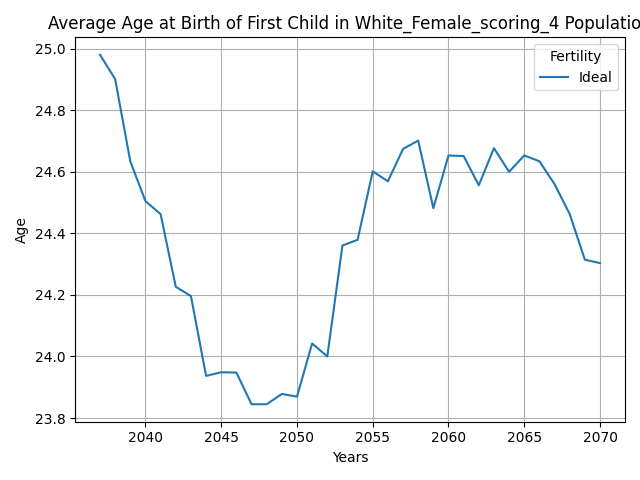 Average Age at Birth of First Child in White_Female_scoring_4 Populatio
25.0
24.8
24.6
24.4
24.2
24.0
23.8
Age
Fertility
Ideal
2040 2045 2050 2055 2060 2065 2070
Years